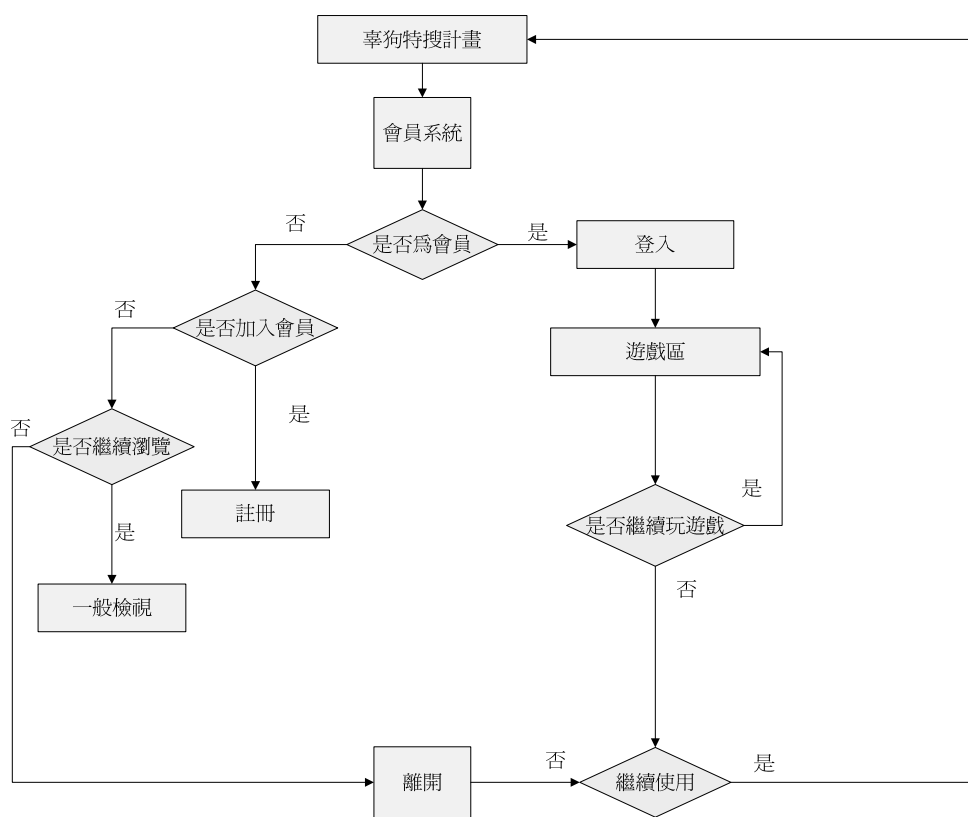 辜狗特搜計畫
會員系統
否
是否為會員
是
登入
否
是否加入會員
遊戲區
是
否
是否繼續瀏覽
註冊
是
是否繼續玩遊戲
是
一般檢視
否
離開
否
繼續使用
是